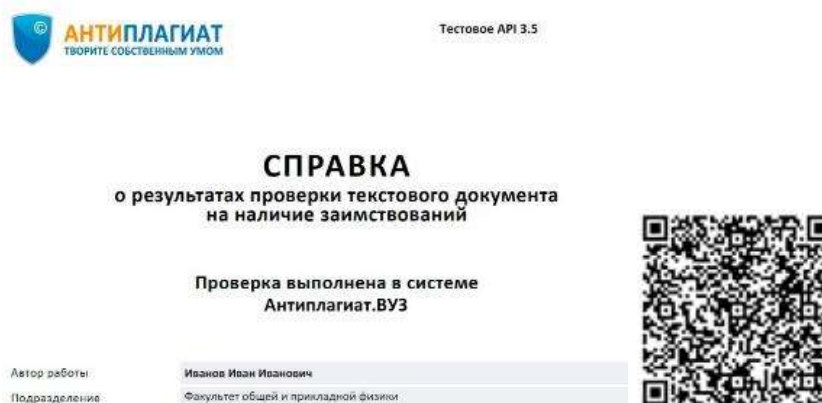 АНТИПЛАГИАТ
ТВОРИТЕ СОБСТВЕННЫМ УМОМ
Тестовое API 3.5
СПРАВКА
о результатах проверки текстового документа
на наличие заимствований
Проверка выполнена в системе
Антиплагиат.ВУЗ
Автор работы Иванов Иван Иванович
Подразделение Факультет общей и прикладной физики